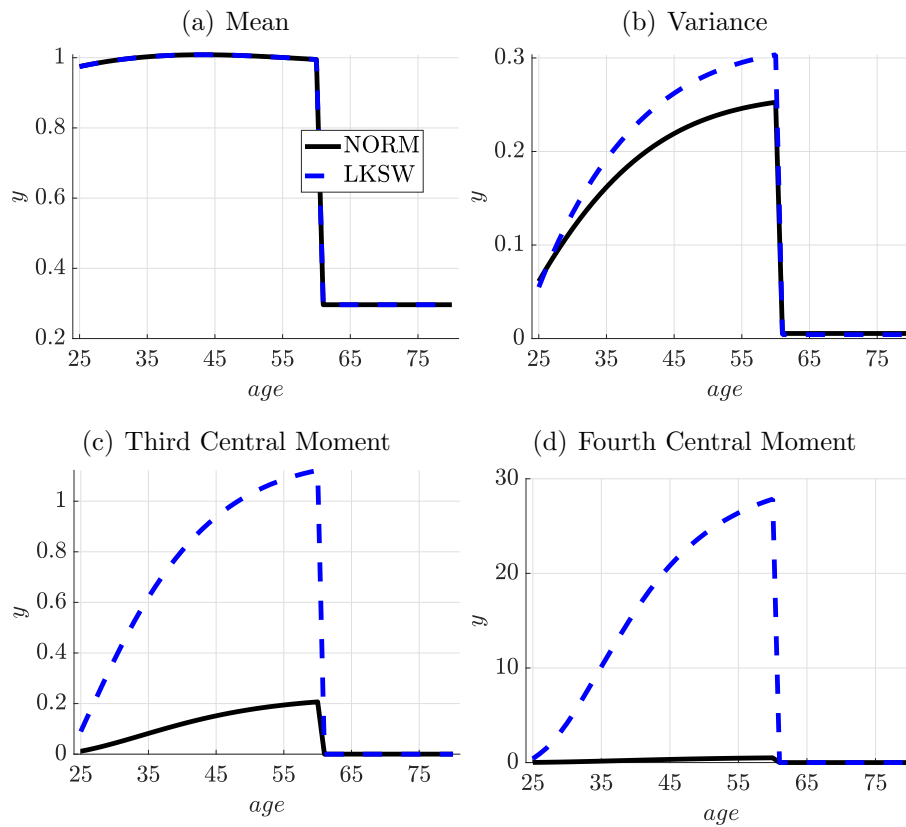 (a) Mean
1
0.8
0.6
0.4
0.2
y
25 35 45 55 65 75
age
NORM
LKSW
(b) Variance
0.3
0.2
0.1
0
y
25 35 45 55 65 75
age
(c) Third Central Moment
1
0.8
0.6
0.4
0.2
0
y
25 35 45 55 65 75
age
(d) Fourth Central Moment
30
20
10
0
y
25 35 45 55 65 75
age